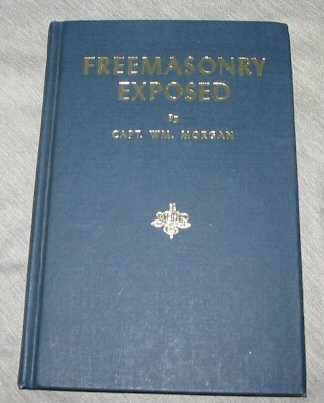 FREEMASONRY
EXPOSED
By
CAPT. WM. MORGAN